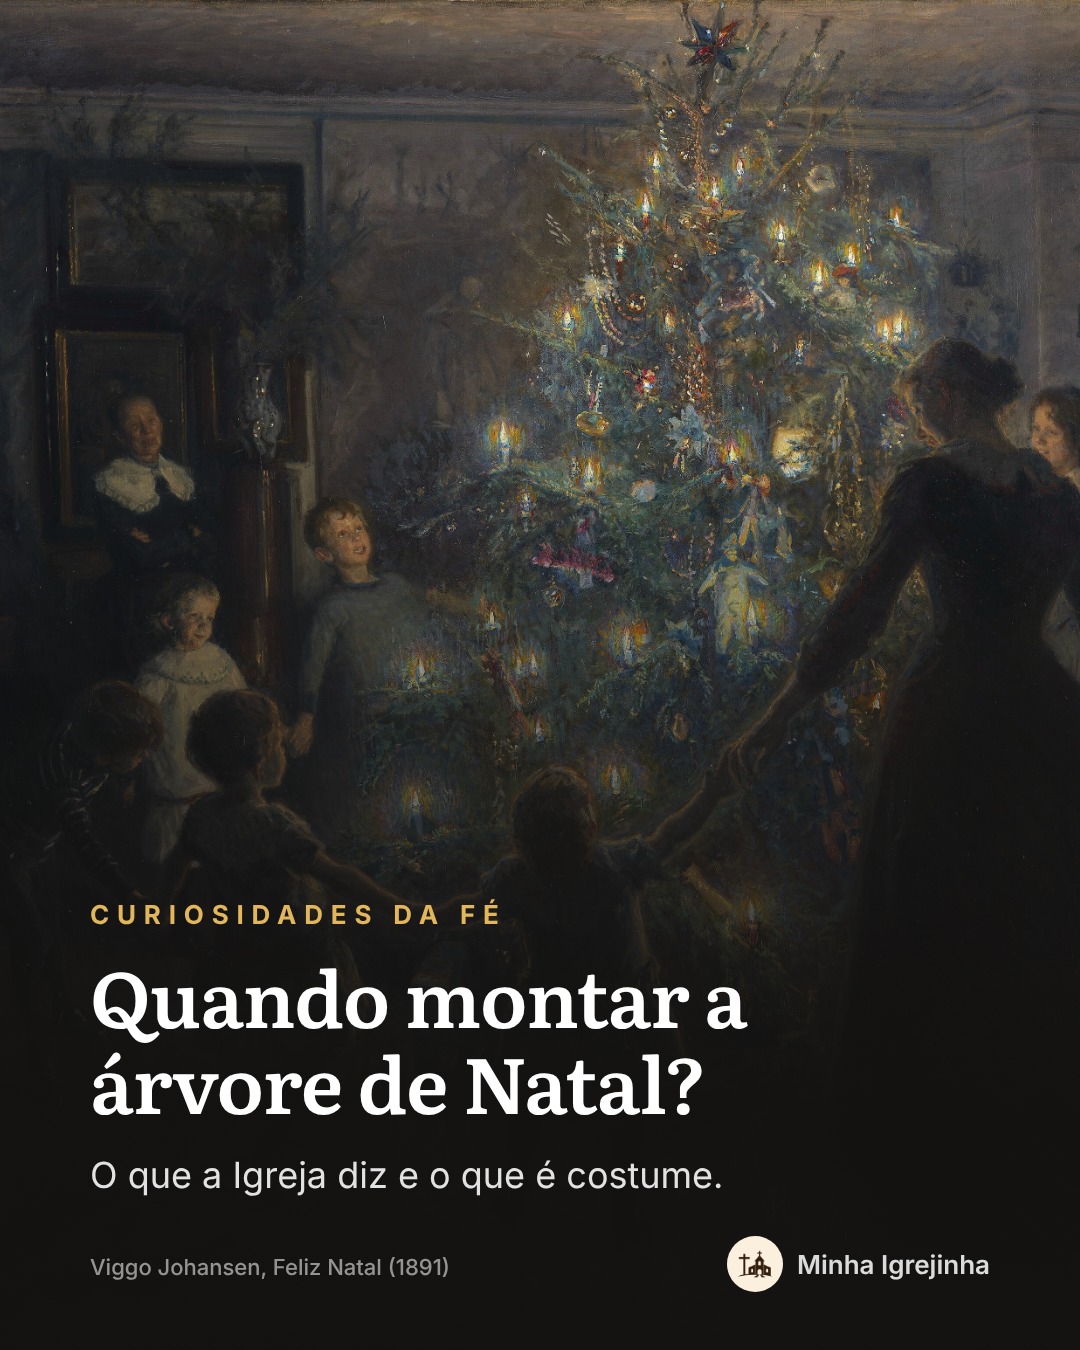 CURIOSIDADES DA FÉ
Quando montar a
árvore de Natal?
O que a Igreja diz e o que é costume.
Viggo Johansen, Feliz Natal (1891)
Minha Igrejinha